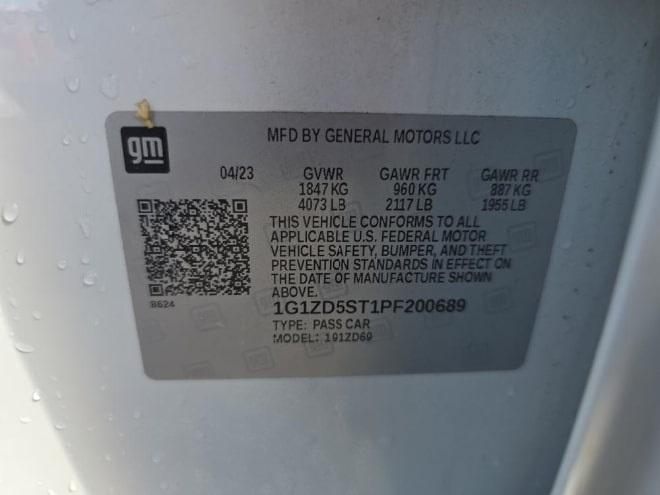 gm
MFD BY GENERAL MOTORS LLC
04/23 GVWR GAWR FRT GAWR RR
1847 KG 960 KG 887 KG
4073 LB 2117 LB 1955 LB
THIS VEHICLE CONFORMS TO ALL
APPLICABLE U.S. FEDERAL MOTOR
VEHICLE SAFETY, BUMPER, AND THEFT
PREVENTION STANDARDS IN EFFECT ON
THE DATE OF MANUFACTURE SHOWN
ABOVE.
8624
1G1ZD5ST1PF200689
TYPE: PASS CAR
MODEL: 191ZD69